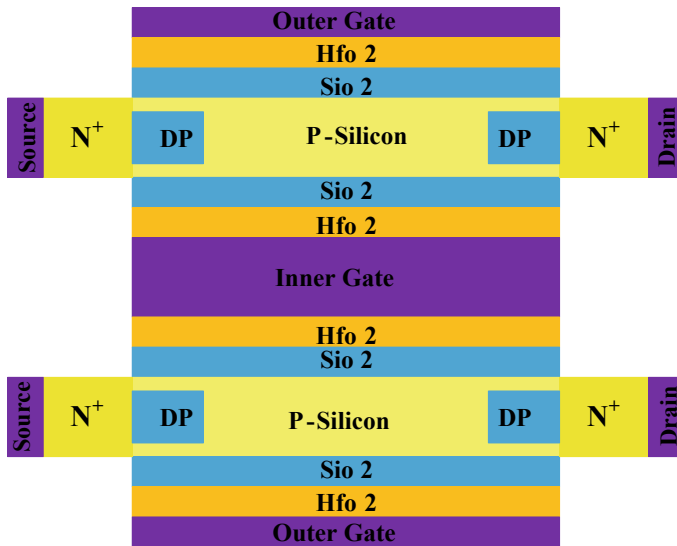 Outer Gate
Hfo 2
Sio 2
Source
N+
DP
P-Silicon
DP
N+
Drain
Sio 2
Hfo 2
Inner Gate
Hfo 2
Sio 2
Source
N+
DP
P-Silicon
DP
N+
Drain
Sio 2
Hfo 2
Outer Gate